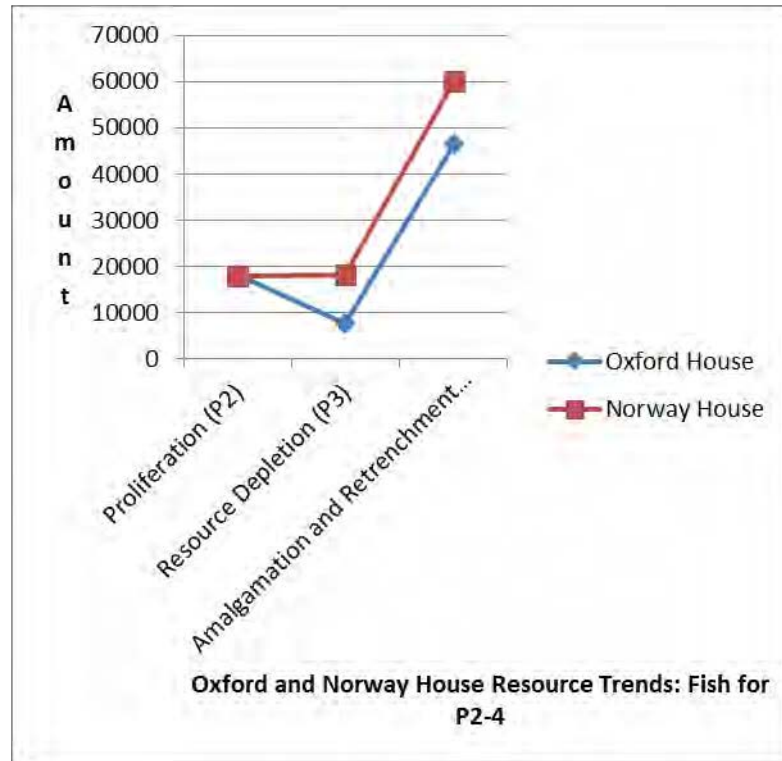 70000
60000
50000
40000
30000
20000
10000
0
Amount
Proliferation (P2)
Resource Depletion (P3)
Amalgamation and Retrenchment...
Oxford House
Norway House
Oxford and Norway House Resource Trends: Fish for
P2-4